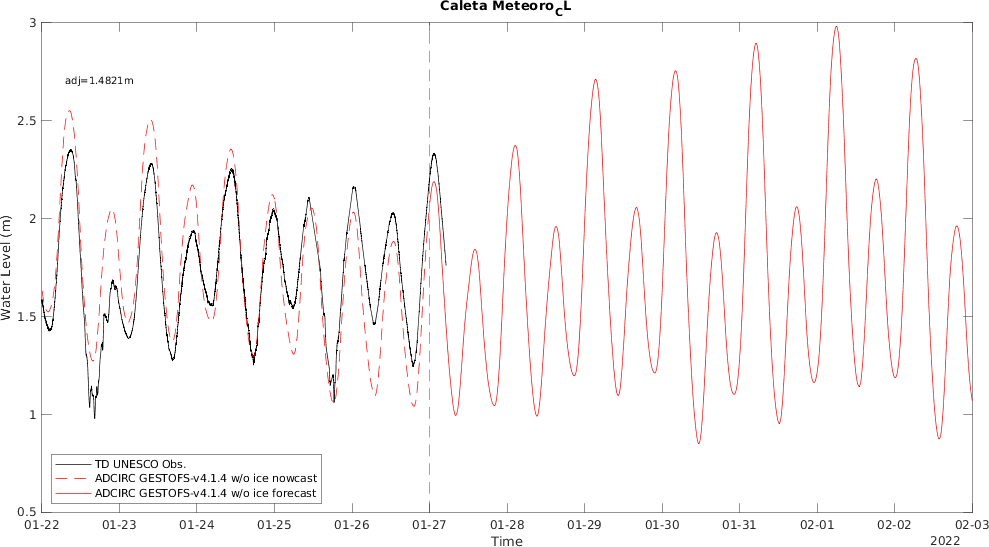 Caleta Meteoro_CL
adj=1.4821m
3
2.5
2
1.5
1
0.5
Water Level (m)
TD UNESCO Obs.
ADCIRC GESTOFS-v4.1.4 w/o ice nowcast
ADCIRC GESTOFS-v4.1.4 w/o ice forecast
01-22 01-23 01-24 01-25 01-26 01-27 01-28 01-29 01-30 01-31 02-01 02-02 02-03
Time
2022